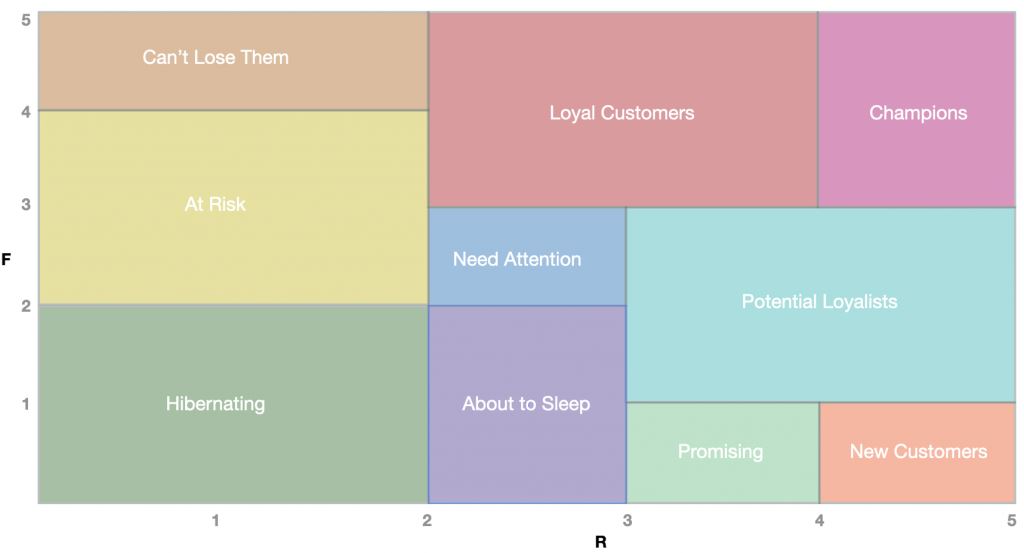 5
Can’t Lose Them
4
Loyal Customers
Champions
At Risk
3
F
Need Attention
Potential Loyalists
2
Hibernating
1
About to Sleep
Promising
New Customers
1
2
3
4
5
R